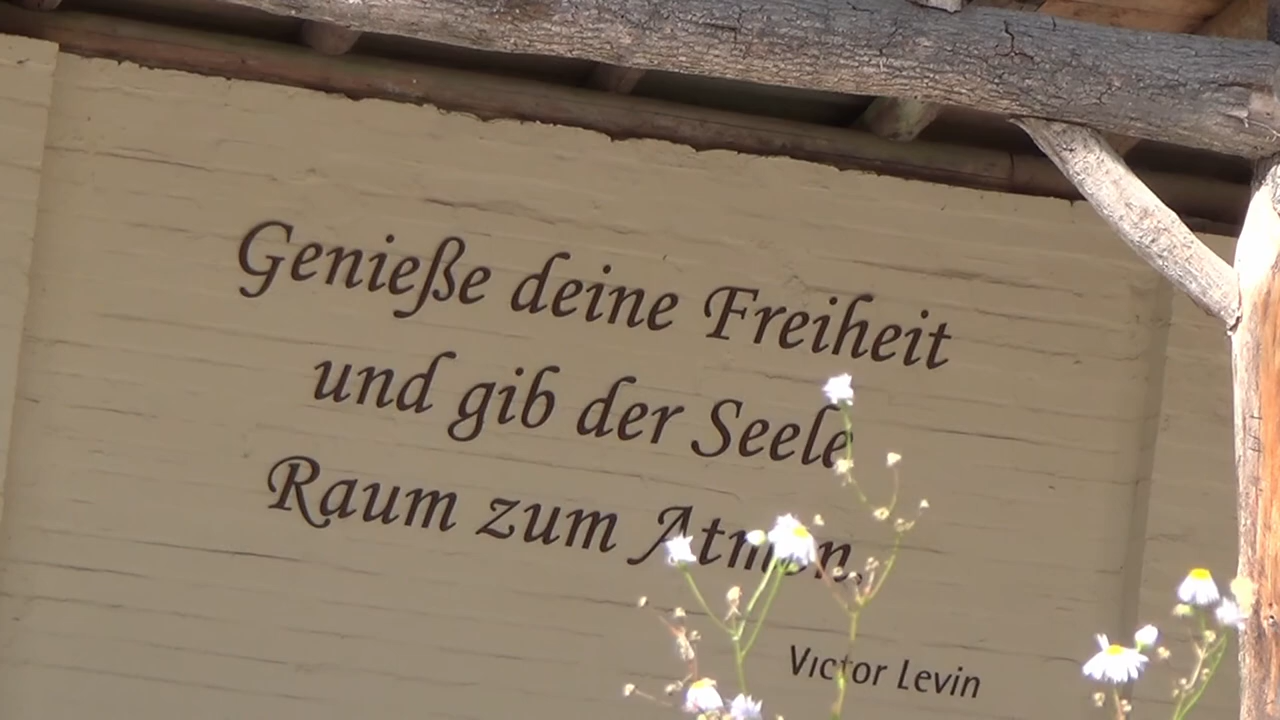 Genieße deine Freiheit
und gib der Seele
Raum zum Atmen.
Victor Levin